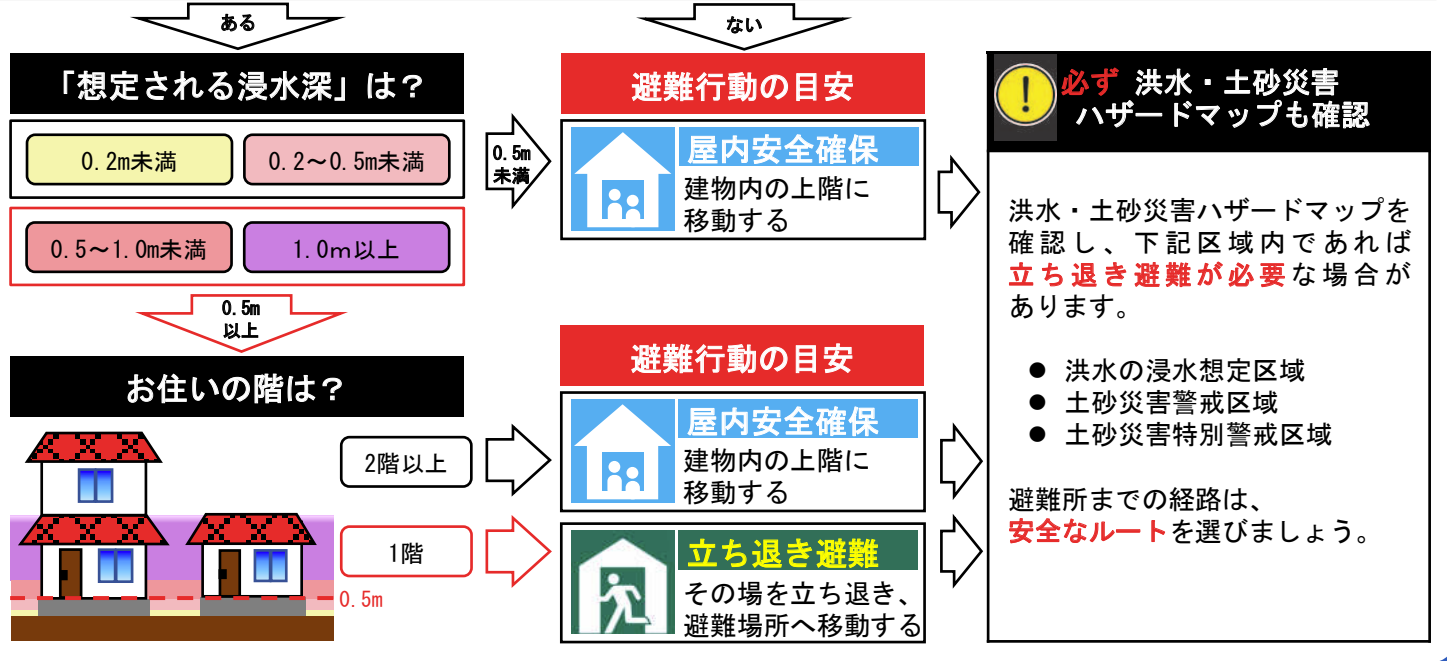 ある
「想定される浸水深」は?
0.2m未満
0.2～0.5m未満
0.5～1.0m未満
1.0m以上
0.5m
未満
0.5m
以上
お住いの階は?
2階以上
1階
0.5m
ない
避難行動の目安
屋内安全確保
建物内の上階に
移動する
避難行動の目安
屋内安全確保
建物内の上階に
移動する
立ち退き避難
その場を立ち退き、
避難場所へ移動する
!
必ず 洪水・土砂災害
ハザードマップも確認
洪水・土砂災害ハザードマップを
確認し、下記区域内であれば
立ち退き避難が必要な場合が
あります。
● 洪水の浸水想定区域
● 土砂災害警戒区域
● 土砂災害特別警戒区域
避難所までの経路は、
安全なルートを選びましょう。